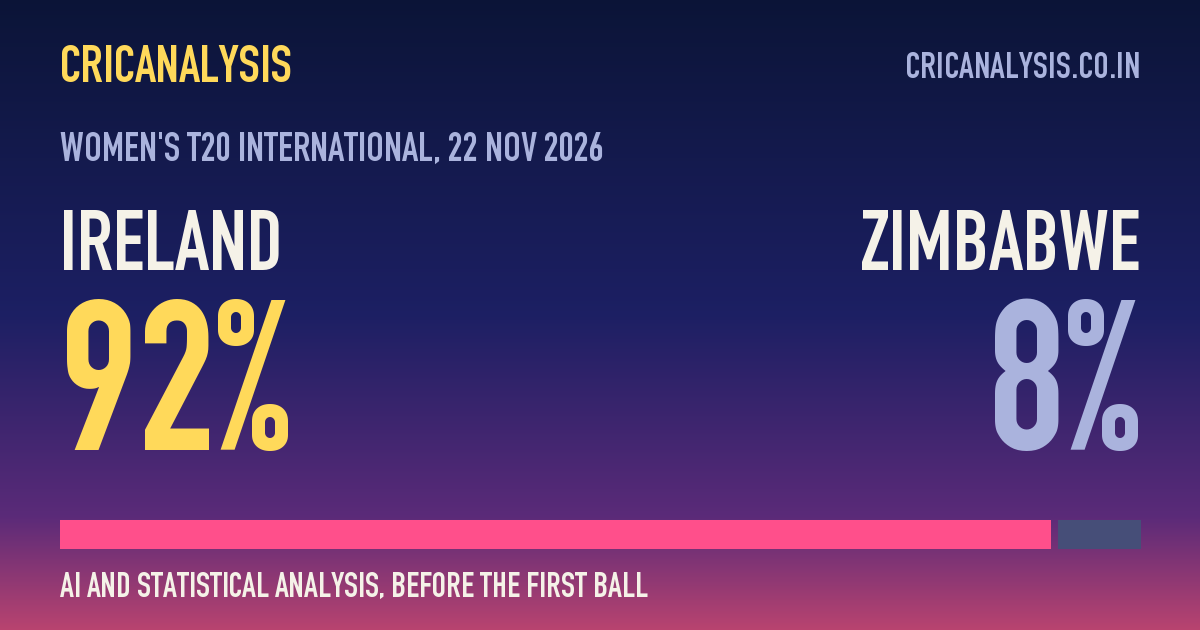 CRICANALYSIS
CRICANALYSIS.CO.IN
WOMEN'S T20 INTERNATIONAL, 22 NOV 2026
IRELAND
ZIMBABWE
92%
8%
AI AND STATISTICAL ANALYSIS, BEFORE THE FIRST BALL